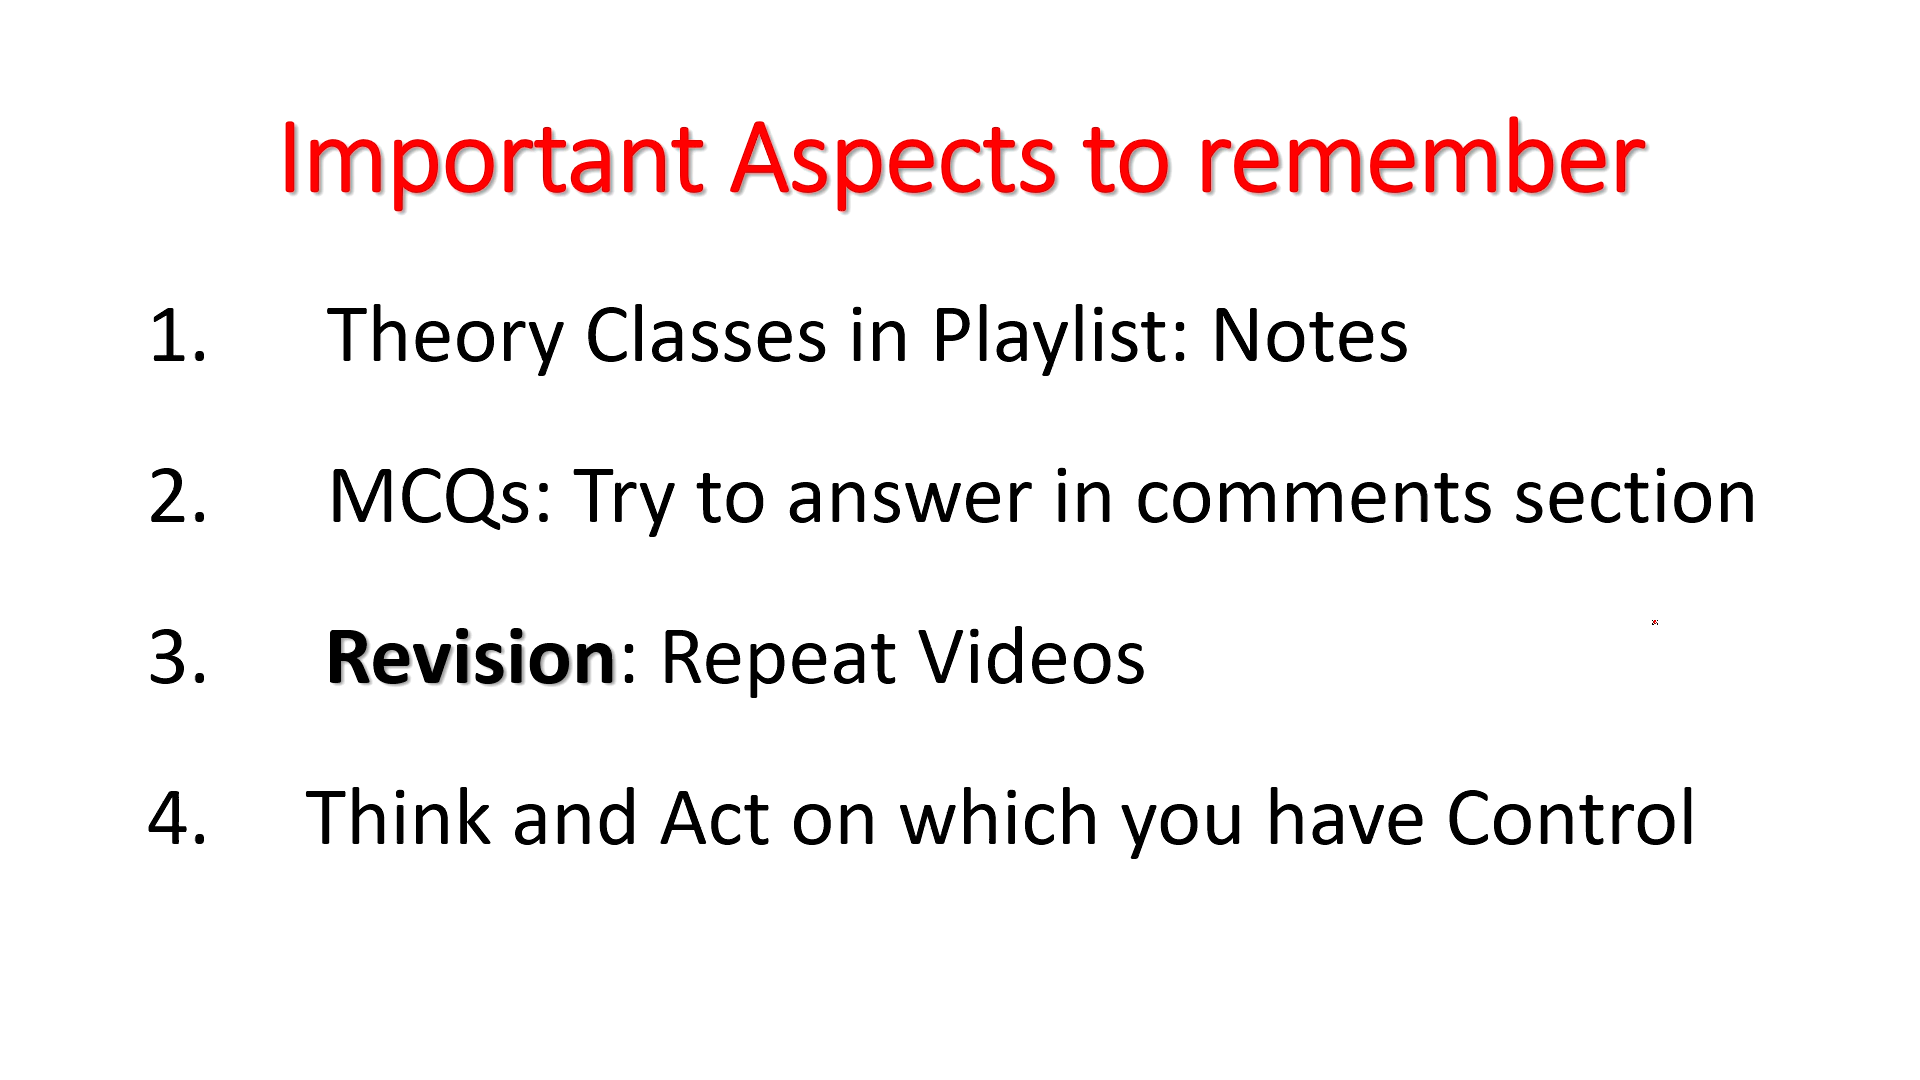 Important Aspects to remember
1. Theory Classes in Playlist: Notes
2. MCQs: Try to answer in comments section
3. Revision: Repeat Videos
4. Think and Act on which you have Control